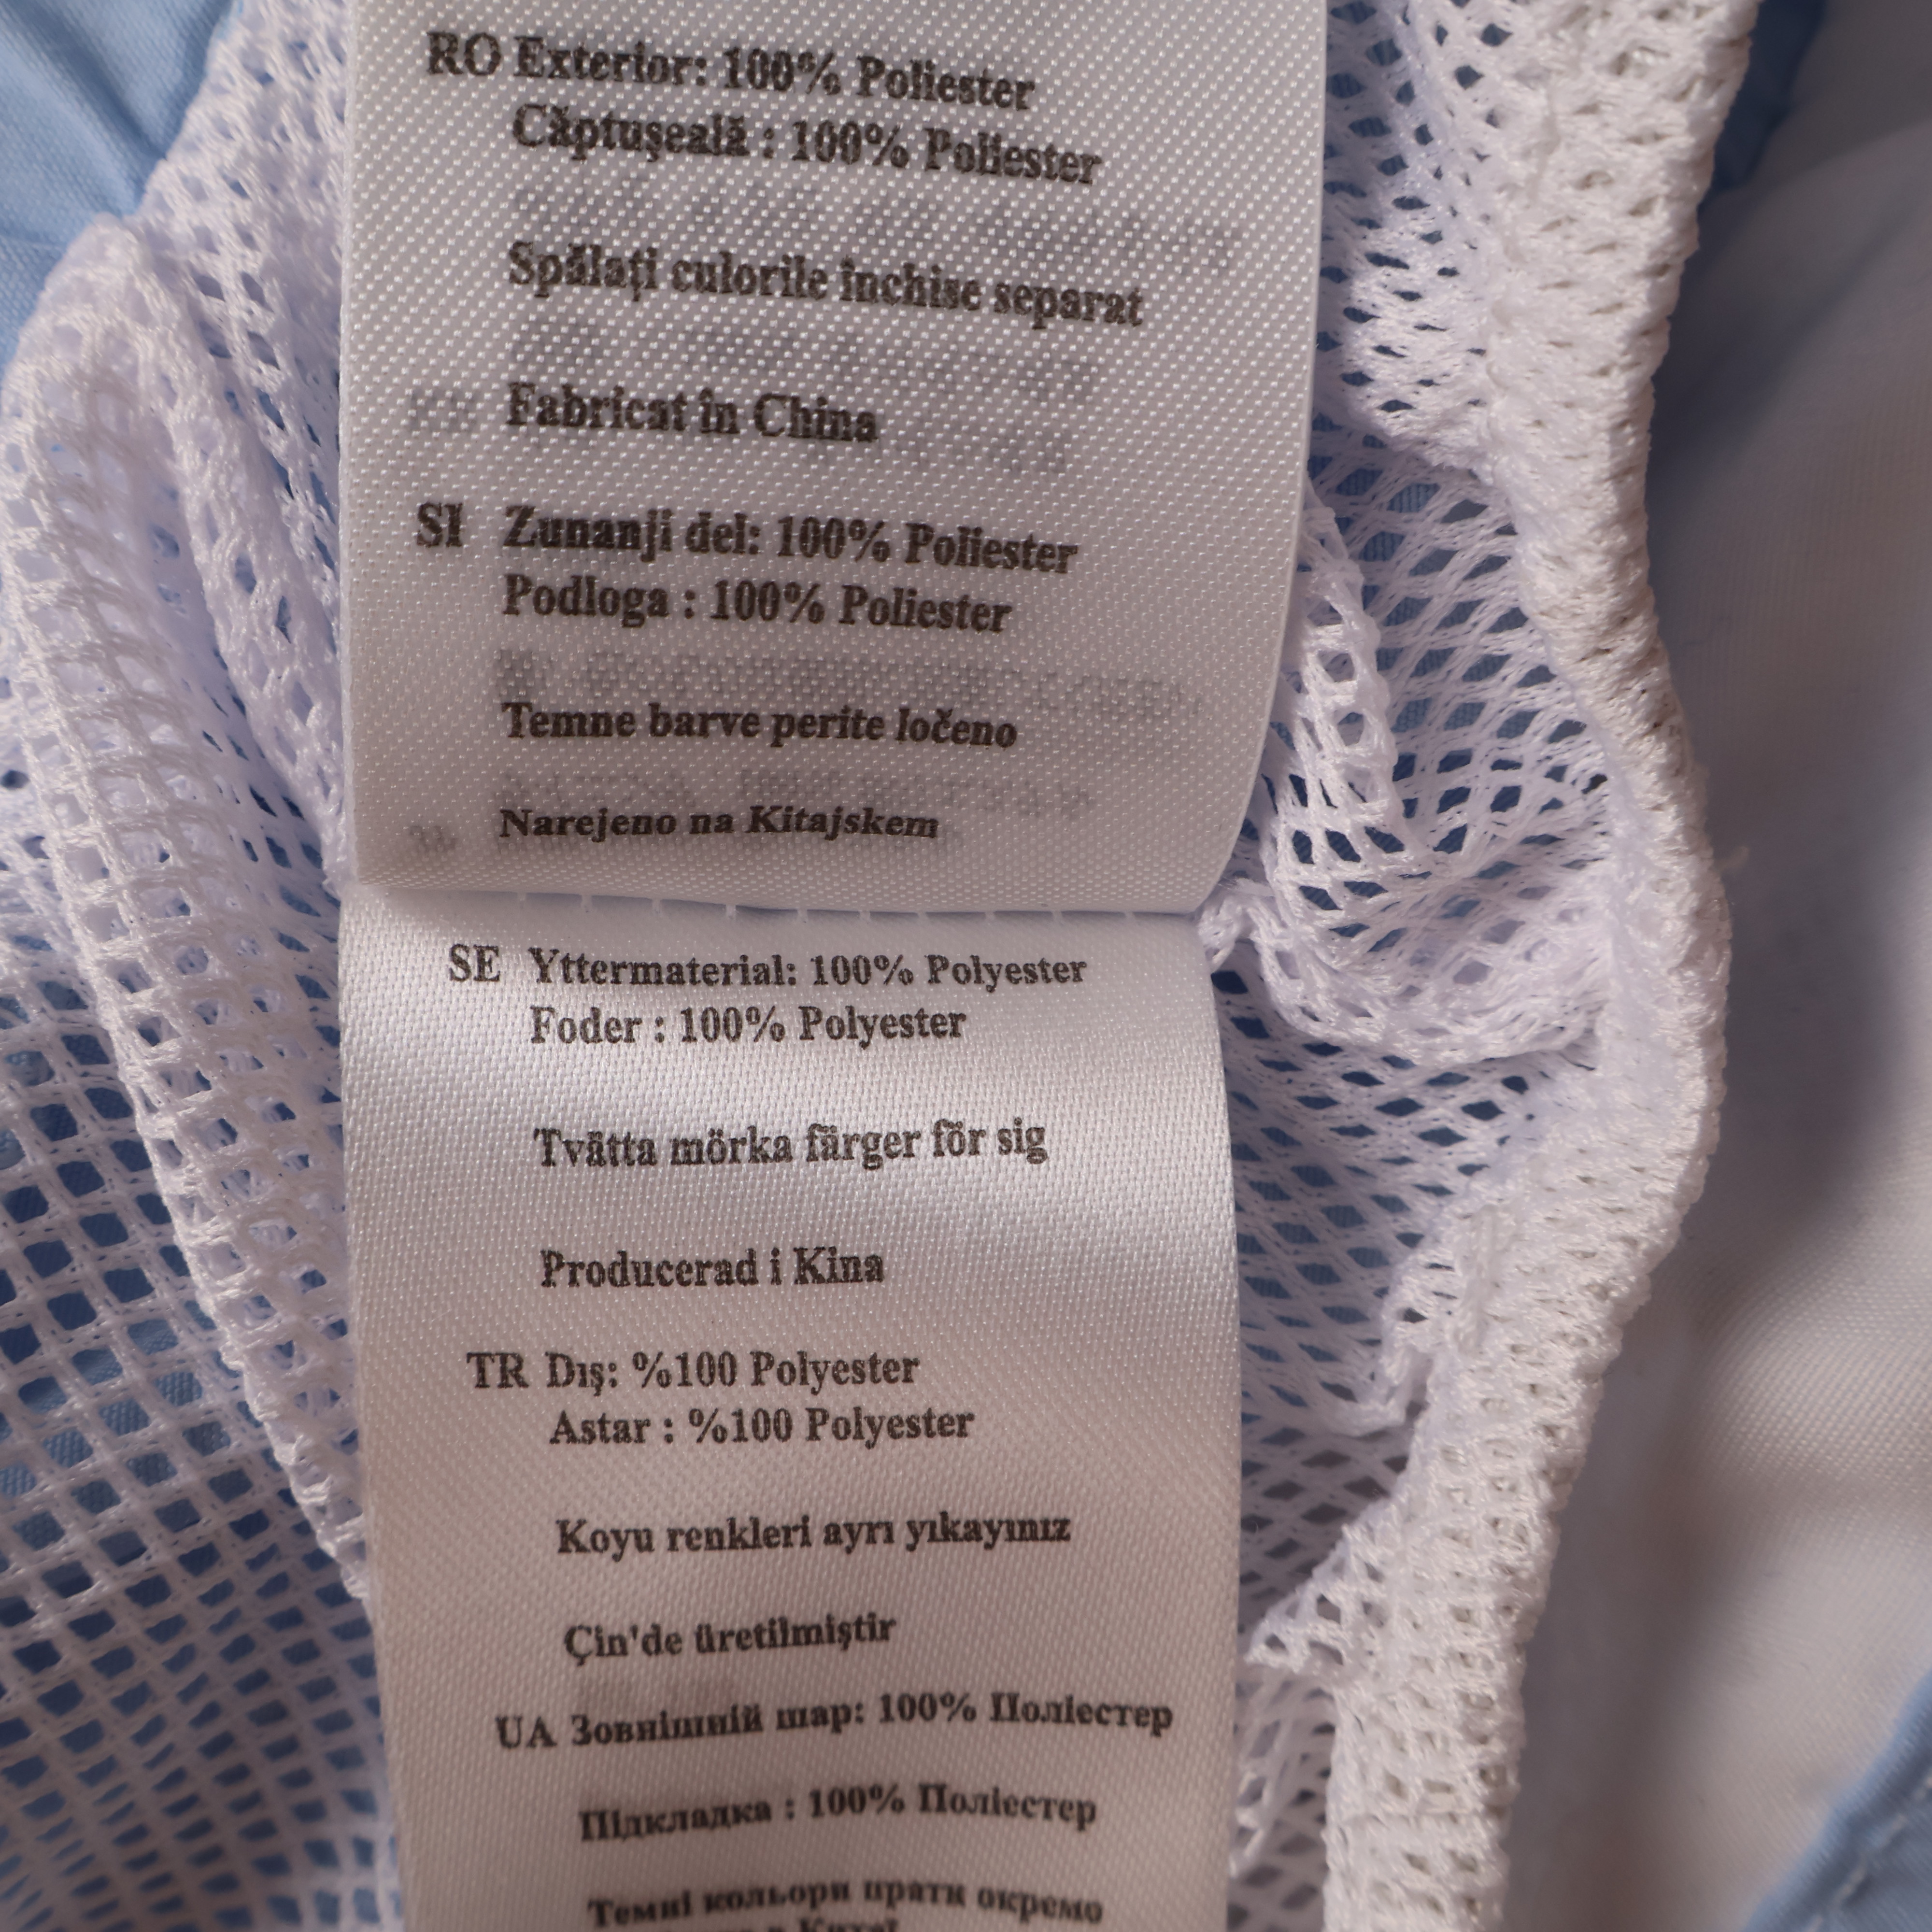 RO Exterior: 100% Poliester
Căptuşeală : 100% Poliester
Spălaţi culorile închise separat
Fabricat în China
SI Zunanji del: 100% Poliester
Podloga : 100% Poliester
Temne barve perite ločeno
Narejeno na Kitajskem
SE Yttermaterial: 100% Polyester
Foder : 100% Polyester
Tvätta mörka färger för sig
Producerad i Kina
TR Dış: %100 Polyester
Astar : %100 Polyester
Koyu renkleri ayrı yıkayınız
Çin'de üretilmiştir
UA Зовнішній шар: 100% Поліестер
Підкладка : 100% Поліестер
Темні кольори прати окремо